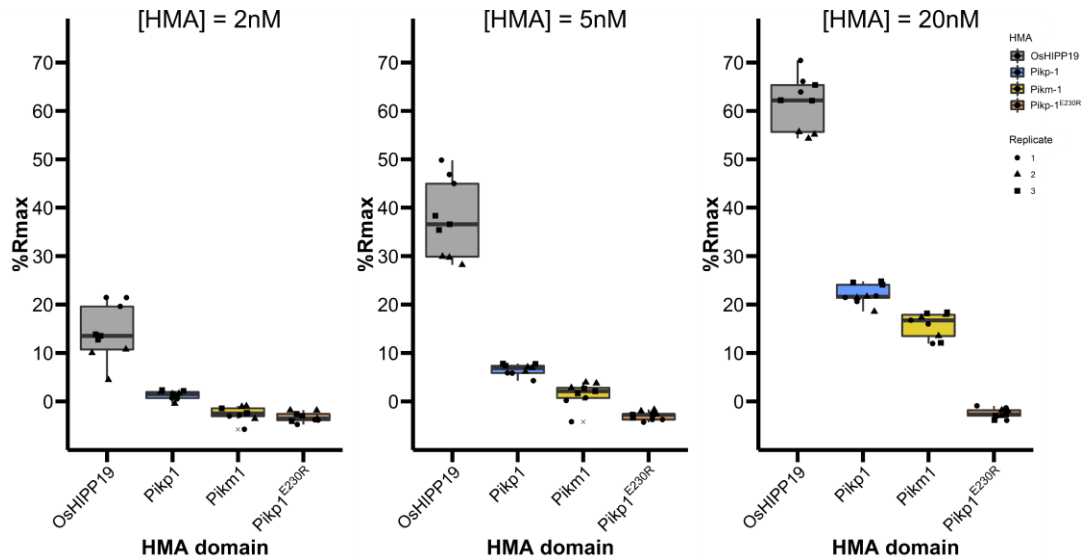 [HMA] = 2nM
[HMA] = 5nM
[HMA] = 20nM
%Rmax
70
60
50
40
30
20
10
0
OsHIPP19
Pikp1
Pikm1
Pikp1E230R
HMA domain
%Rmax
70
60
50
40
30
20
10
0
OsHIPP19
Pikp1
Pikm1
Pikp1E230R
HMA domain
%Rmax
70
60
50
40
30
20
10
0
OsHIPP19
Pikp1
Pikm1
Pikp1E230R
HMA domain
HMA
OsHIPP19
Pikp-1
Pikm-1
Pikp-1E230R
Replicate
1
2
3